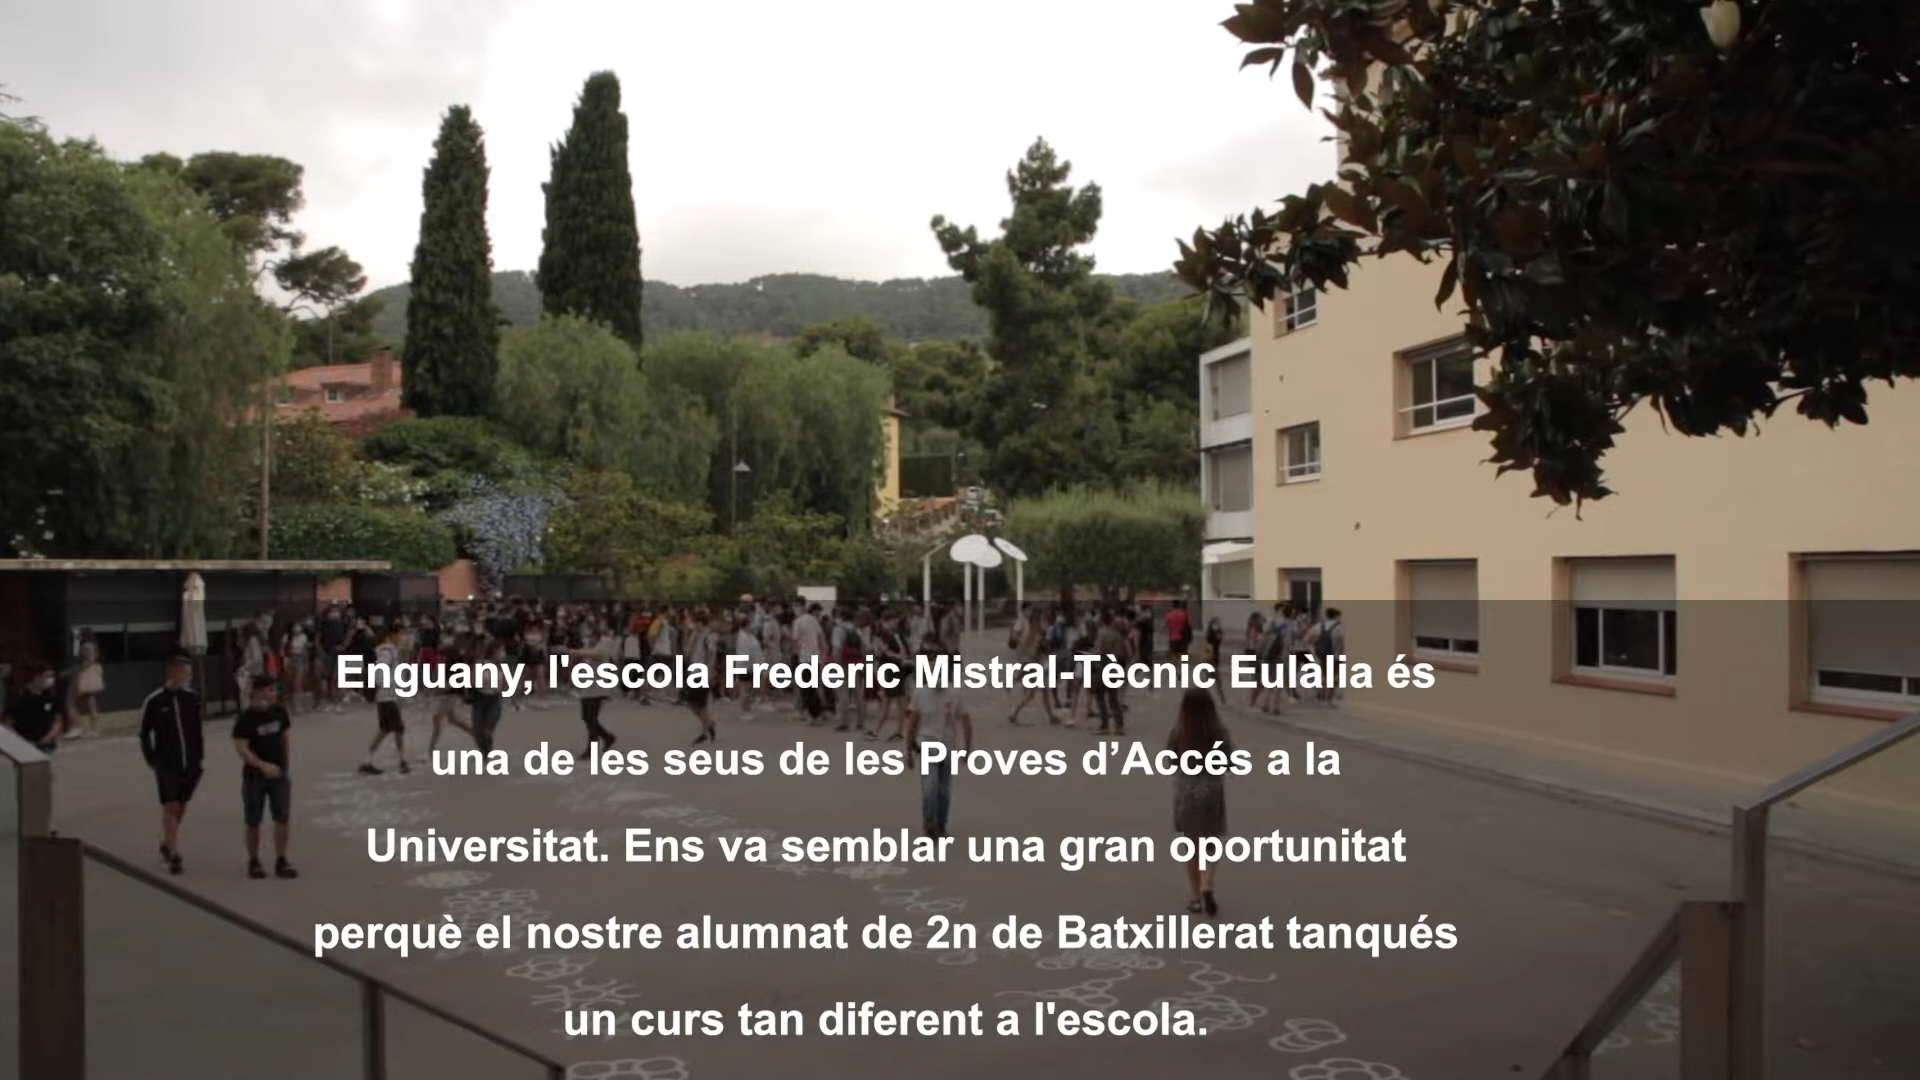 Enguany, l'escola Frederic Mistral-Tècnic Eulàlia és
una de les seus de les Proves d’Accés a la
Universitat. Ens va semblar una gran oportunitat
perquè el nostre alumnat de 2n de Batxillerat tanqués
un curs tan diferent a l'escola.